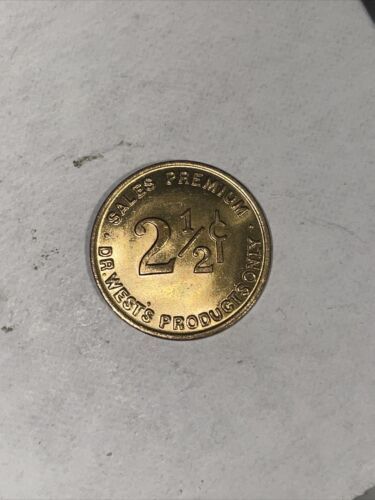 SALES PREMIUM
2½¢
DR. WEST'S PRODUCTS ONLY